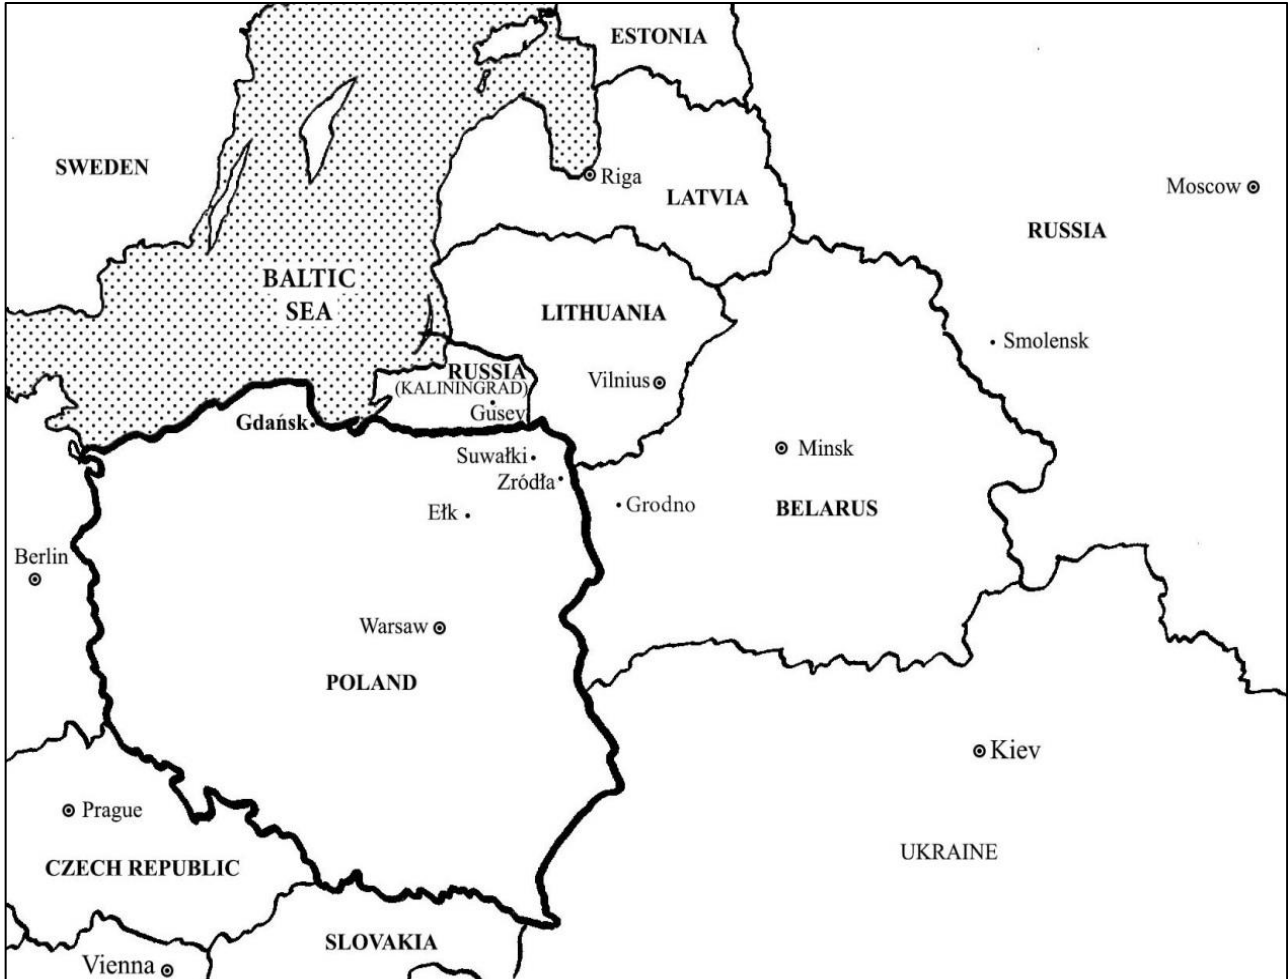 ESTONIA
SWEDEN
Riga
LATVIA
Moscow
RUSSIA
BALTIC
SEA
LITHUANIA
Smolensk
RUSSIA
(KALININGRAD)
Vilnius
Gusev
Gdańsk
Suwałki
Minsk
Zródła
Grodno
BELARUS
Ełk
Berlin
Warsaw
POLAND
Kiev
Prague
UKRAINE
CZECH REPUBLIC
SLOVAKIA
Vienna